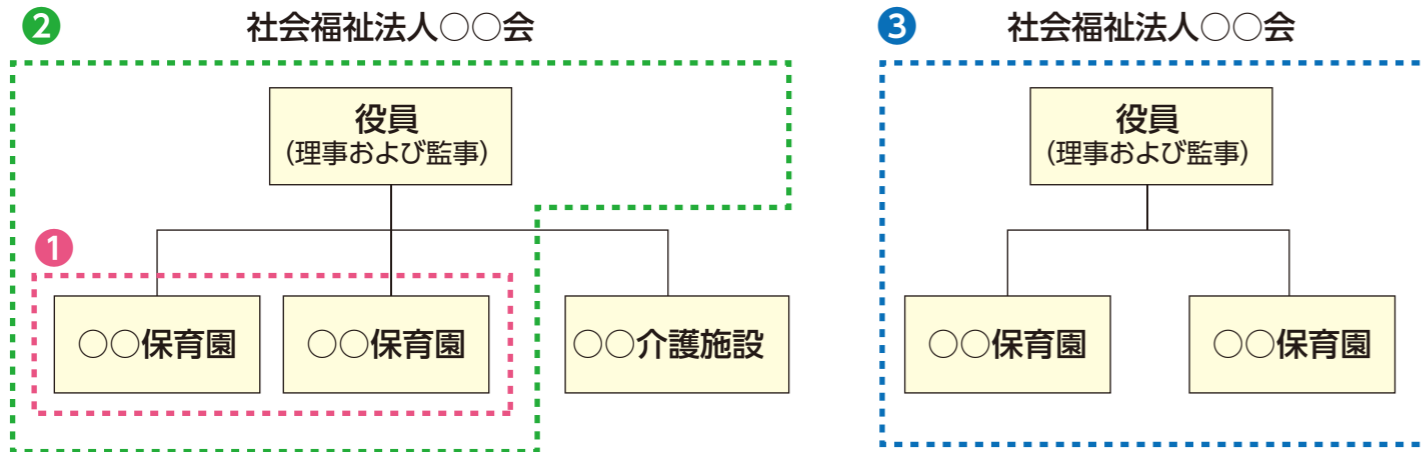 ❷ 社会福祉法人○○会
役員
(理事および監事)
❶
○○保育園 ○○保育園 ○○介護施設
❸ 社会福祉法人○○会
役員
(理事および監事)
○○保育園 ○○保育園